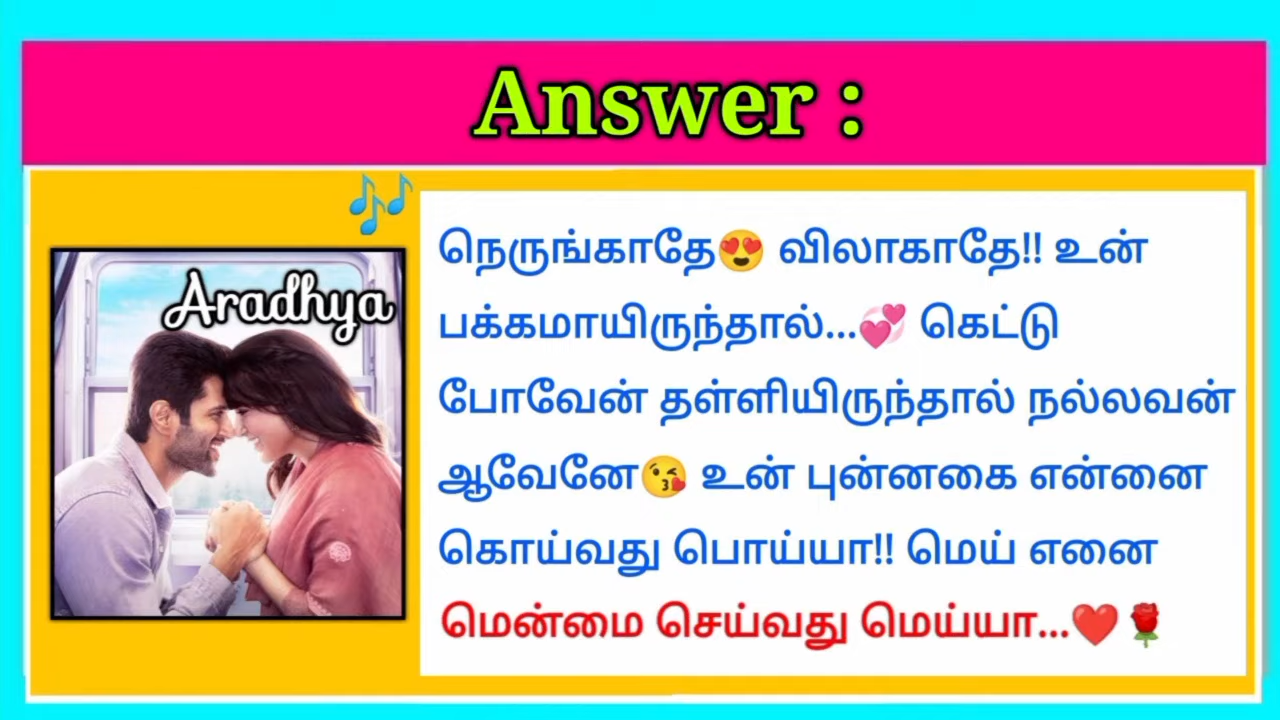 Answer :
Aradhya
நெருங்காதே😍 விலாகாதே!! உன்
பக்கமாயிருந்தால்...💞 கெட்டு
போவேன் தள்ளியிருந்தால் நல்லவன்
ஆவேனே😘 உன் புன்னகை என்னை
கொய்வது பொய்யா!! மெய் எனை
மென்மை செய்வது மெய்யா...❤️🌹